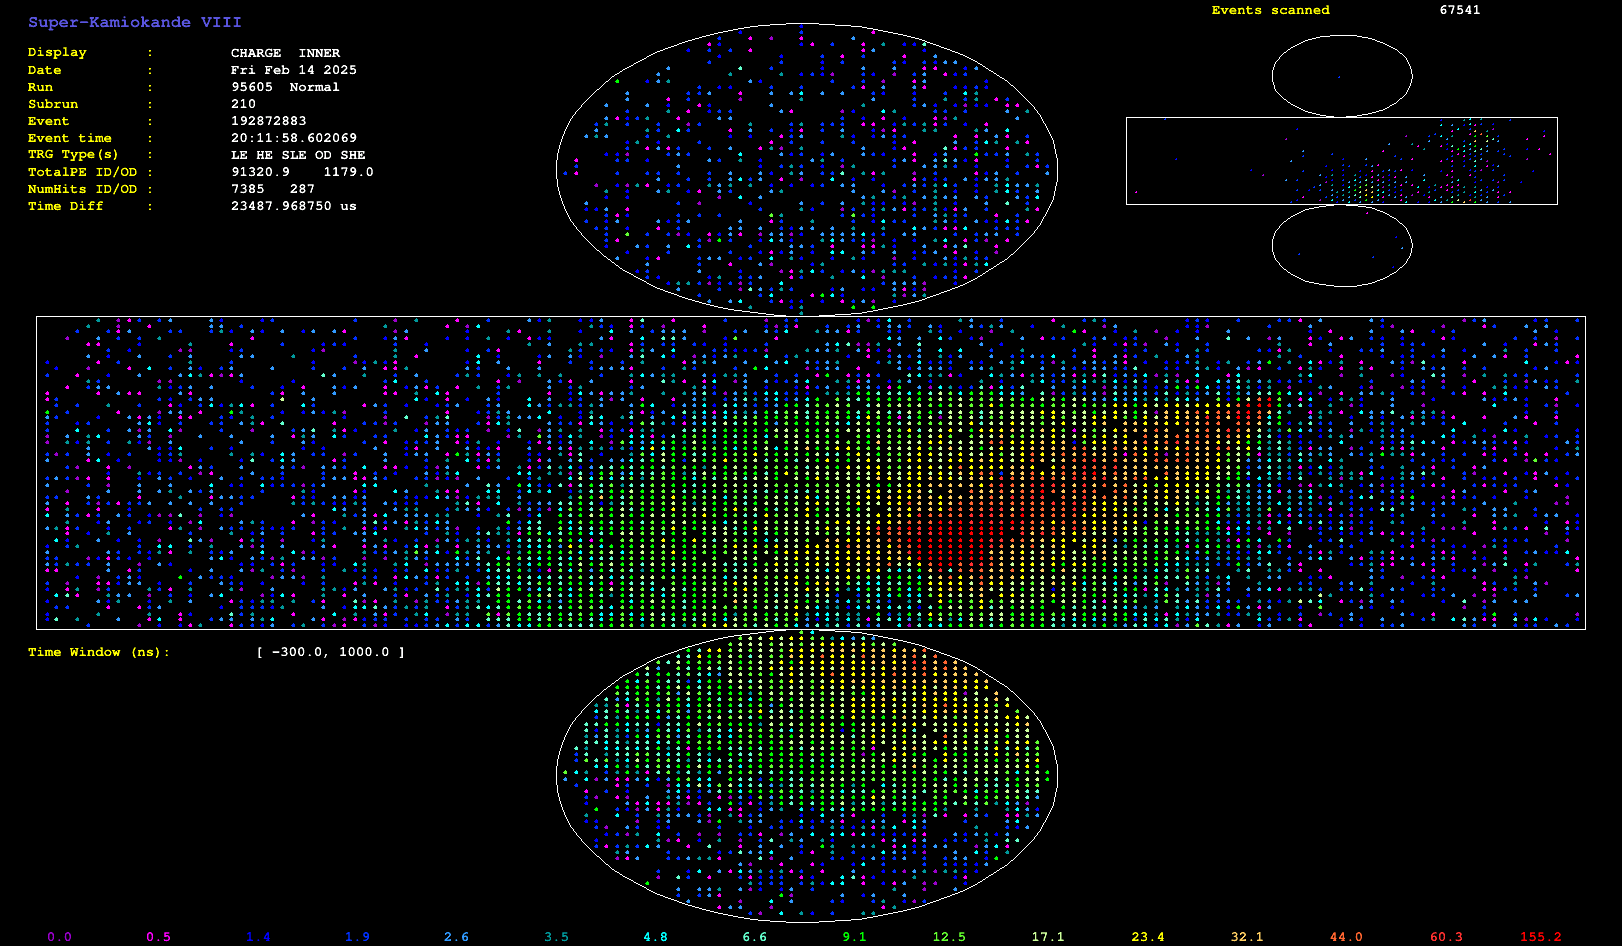 Super-Kamiokande VIII
Events scanned 67541
Display : CHARGE INNER
Date : Fri Feb 14 2025
Run : 95605 Normal
Subrun : 210
Event : 192872883
Event time : 20:11:58.602069
TRG Type(s) : LE HE SLE OD SHE
TotalPE ID/OD : 91320.9 1179.0
NumHits ID/OD : 7385 287
Time Diff : 23487.968750 us
Time Window (ns): [ -300.0, 1000.0 ]
0.0 0.5 1.4 1.9 2.6 3.5 4.8 6.6 9.1 12.5 17.1 23.4 32.1 44.0 60.3 155.2